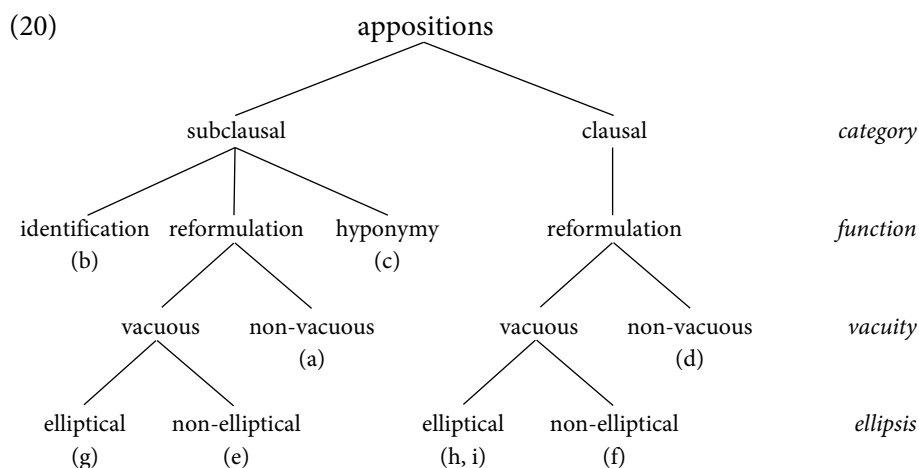 (20) appositions
subclausal clausal category
identification reformulation hyponymy reformulation function
(b) (c)
vacuous non-vacuous vacuous non-vacuous vacuity
(a) (d)
elliptical non-elliptical elliptical non-elliptical ellipsis
(g) (e) (h, i) (f)